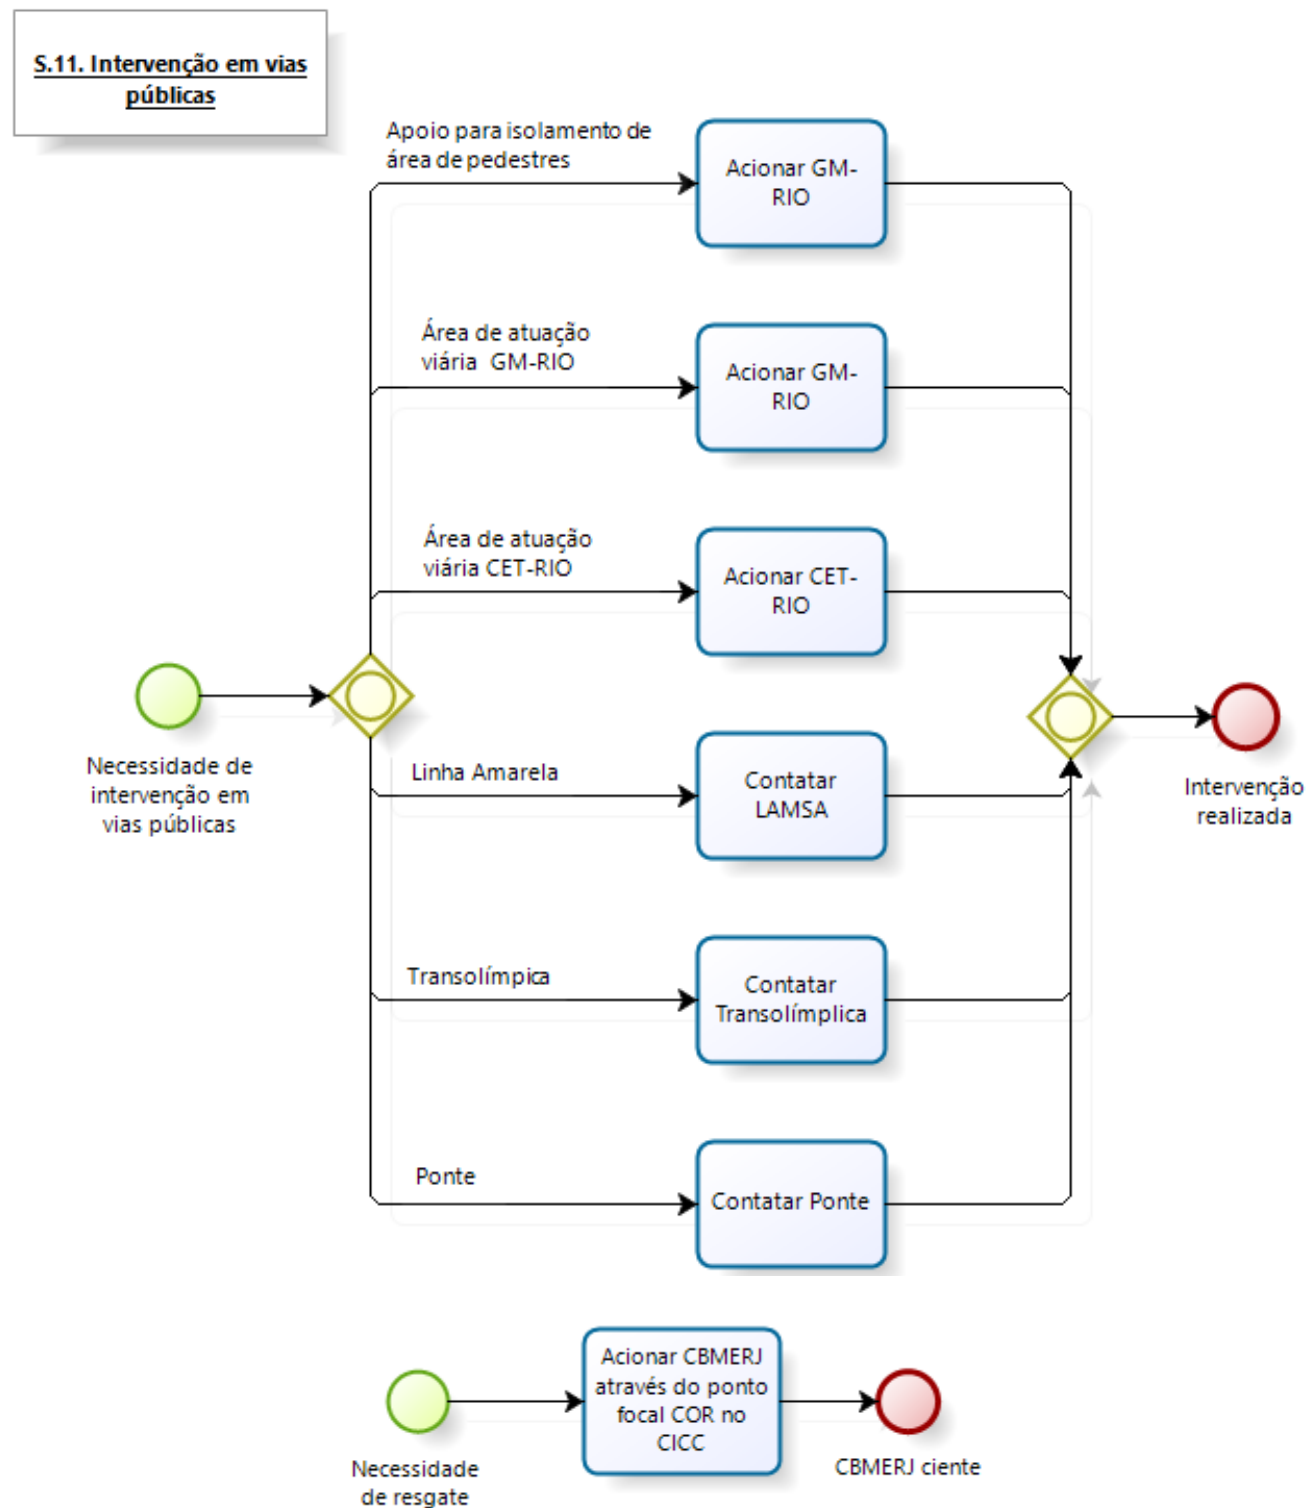 S.11. Intervenção em vias
públicas
Apoio para isolamento de
área de pedestres
Acionar GM-
RIO
Área de atuação
viária  GM-RIO
Acionar GM-
RIO
Área de atuação
viária CET-RIO
Acionar CET-
RIO
Necessidade de
intervenção em
vias públicas
Linha Amarela
Contatar
LAMSA
Intervenção
realizada
Transolímpica
Contatar
Transolímplica
Ponte
Contatar Ponte
Necessidade
de resgate
Acionar CBMERJ
através do ponto
focal COR no
CICC
CBMERJ ciente